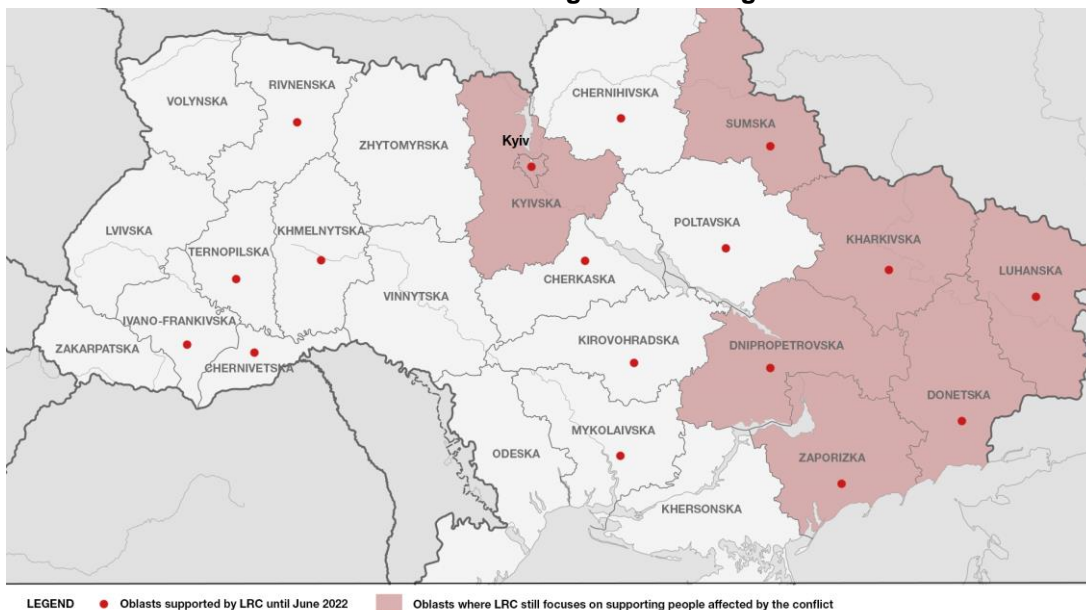 RIVNENSKA
CHERNIHIVSKA
VOLYNSKA
SUMSKA
Kyiv
ZHYTOMYRSKA
KYIVSKA
POLTAVSKA
LVIVSKA
KHMELNYTSKA
KHARKIVSKA
TERNOPILSKA
LUHANSKA
CHERKASKA
VINNYTSKA
IVANO-FRANKIVSKA
KIROVOHRADSKA
DNIPROPETROVSKA
ZAKARPATSKA
CHERNIVETSKA
DONETSKA
MYKOLAIVSKA
ODESKA
ZAPORIZKA
KHERSONSKA
LEGEND Oblasts supported by LRC until June 2022 Oblasts where LRC still focuses on supporting people affected by the conflict